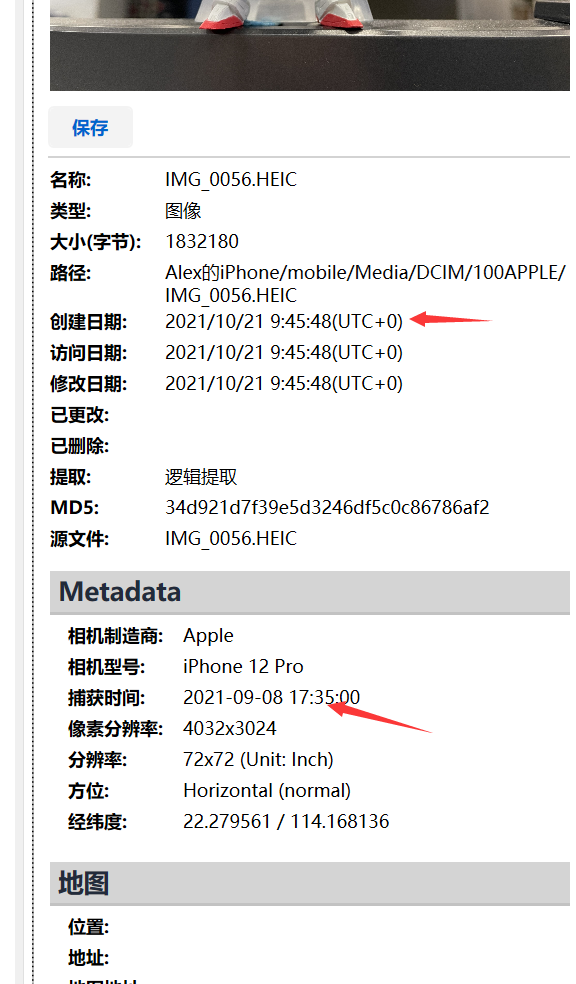 保存
名称: IMG_0056.HEIC
类型: 图像
大小(字节): 1832180
路径: Alex的iPhone/mobile/Media/DCIM/100APPLE/
IMG_0056.HEIC
创建日期: 2021/10/21 9:45:48(UTC+0)
访问日期: 2021/10/21 9:45:48(UTC+0)
修改日期: 2021/10/21 9:45:48(UTC+0)
已更改:
已删除:
提取: 逻辑提取
MD5: 34d921d7f39e5d3246df5c0c86786af2
源文件: IMG_0056.HEIC
Metadata
相机制造商: Apple
相机型号: iPhone 12 Pro
捕获时间: 2021-09-08 17:35:00
像素分辨率: 4032x3024
分辨率: 72x72 (Unit: Inch)
方位: Horizontal (normal)
经纬度: 22.279561 / 114.168136
地图
位置:
地址: